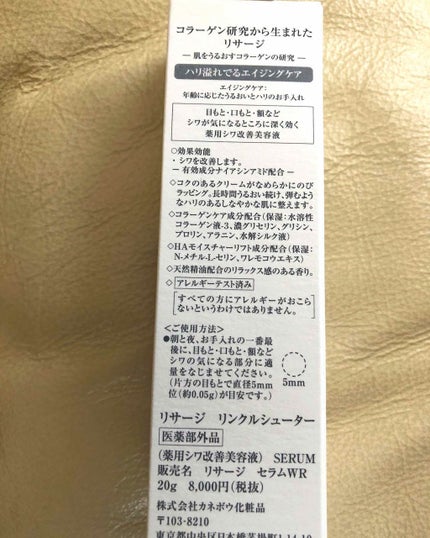 コラーゲン研究から生まれた
リサージ
― 肌をうるおすコラーゲンの研究 ―
ハリ溢れでるエイジングケア
エイジングケア：
年齢に応じたうるおいとハリのお手入れ
目もと・口もと・額など
シワが気になるところに深く効く
薬用シワ改善美容液
○効果効能
・シワを改善します。
― 有効成分ナイアシンアミド配合 ―
◇コクのあるクリームがなめらかにのび
ラッピング。長時間うるおい続け、弾むよう
なハリのあるしなやかな肌に整えます。
◇コラーゲンケア成分配合（保湿：水溶性
コラーゲン液-3、濃グリセリン、グリシン、
プロリン、アラニン、水解シルク液）
◇HAモイスチャーリフト成分配合（保湿：
N-メチル-L-セリン、ワレモコウエキス）
◇天然精油配合のリラックス感のある香り。
◇アレルギーテスト済み
［すべての方にアレルギーがおこら
ないというわけではありません。］
＜ご使用方法＞
●朝と夜、お手入れの一番最
後に、目もと・口もと・額など
シワの気になる部分に適
量をなじませてください。
（片方の目もとで直径5mm
位（約0.05g）が目安です。）
5mm
リサージ リンクルシューター
医薬部外品
（薬用シワ改善美容液） SERUM
販売名 リサージ セラムWR
20g 8,000円（税抜）
株式会社カネボウ化粧品
〒103-8210
東京都中央区日本橋茅場町1-14-10